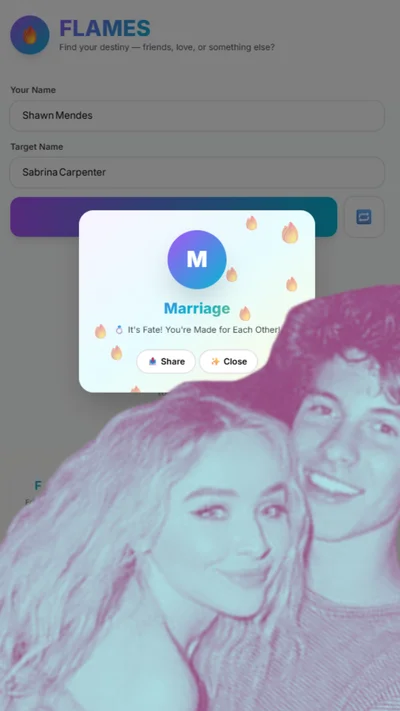 FLAMES
Find your destiny — friends, love, or something else?
Your Name
Shawn Mendes
Target Name
Sabrina Carpenter
M
Marriage
💍 It's Fate! You're Made for Each Other!
Share
Close
F